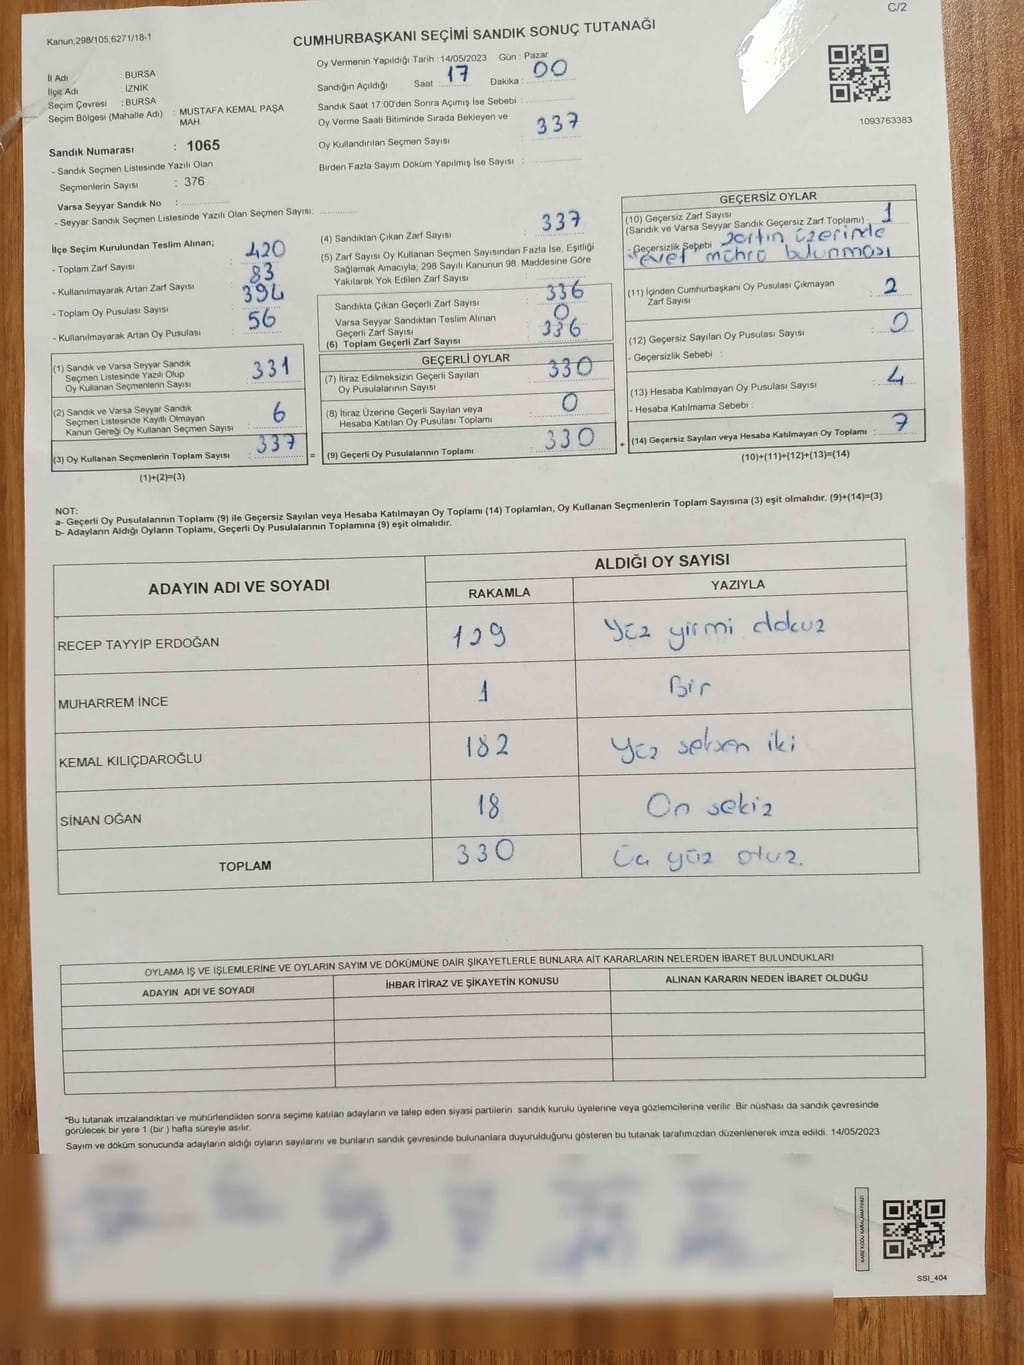 C/2
Kanun;298/105;6271/18-1
CUMHURBAŞKANI SEÇİMİ SANDIK SONUÇ TUTANAĞI
İl Adı : BURSA
İlçe Adı : İZNİK
Seçim Çevresi : BURSA
Seçim Bölgesi (Mahalle Adı) : MUSTAFA KEMAL PAŞA MAH.
Sandık Numarası : 1065
- Sandık Seçmen Listesinde Yazılı Olan
Seçmenlerin Sayısı : 376
Varsa Seyyar Sandık No :
- Seyyar Sandık Seçmen Listesinde Yazılı Olan Seçmen Sayısı:
Oy Vermenin Yapıldığı Tarih : 14/05/2023 Gün : Pazar
Sandığın Açıldığı Saat : 17 Dakika : 00
Sandık Saat 17:00'den Sonra Açımış İse Sebebi :
Oy Verme Saati Bitiminde Sırada Bekleyen ve
Oy Kullandırılan Seçmen Sayısı : 337
Birden Fazla Sayım Döküm Yapılmış İse Sayısı :
1093763383
İlçe Seçim Kurulundan Teslim Alınan;
- Toplam Zarf Sayısı : 420
- Kullanılmayarak Artan Zarf Sayısı : 83
- Toplam Oy Pusulası Sayısı : 394
- Kullanılmayarak Artan Oy Pusulası : 56
(1) Sandık ve Varsa Seyyar Sandık
Seçmen Listesinde Yazılı Olup
Oy Kullanan Seçmenlerin Sayısı : 331
(2) Sandık ve Varsa Seyyar Sandık
Seçmen Listesinde Kayıtlı Olmayan
Kanun Gereği Oy Kullanan Seçmen Sayısı : 6
(3) Oy Kullanan Seçmenlerin Toplam Sayısı : 337
(1)+(2)=(3)
(4) Sandıktan Çıkan Zarf Sayısı : 337
(5) Zarf Sayısı Oy Kullanan Seçmen Sayısından Fazla İse, Eşitliği
Sağlamak Amacıyla; 298 Sayılı Kanunun 98. Maddesine Göre
Yakılarak Yok Edilen Zarf Sayısı :
Sandıkta Çıkan Geçerli Zarf Sayısı : 336
Varsa Seyyar Sandıktan Teslim Alınan
Geçerli Zarf Sayısı : 0
(6) Toplam Geçerli Zarf Sayısı : 336
GEÇERLİ OYLAR
(7) İtiraz Edilmeksizin Geçerli Sayılan
Oy Pusulalarının Sayısı : 330
(8) İtiraz Üzerine Geçerli Sayılan veya
Hesaba Katılan Oy Pusulası Toplamı : 0
= (9) Geçerli Oy Pusulalarının Toplamı : 330
GEÇERSİZ OYLAR
(10) Geçersiz Zarf Sayısı
(Sandık ve Varsa Seyyar Sandık Geçersiz Zarf Toplamı) : 1
- Geçersizlik Sebebi : zarfın üzerinde
evet mührü bulunması
(11) İçinden Cumhurbaşkanı Oy Pusulası Çıkmayan
Zarf Sayısı : 2
(12) Geçersiz Sayılan Oy Pusulası Sayısı : 0
- Geçersizlik Sebebi :
(13) Hesaba Katılmayan Oy Pusulası Sayısı : 4
- Hesaba Katılmama Sebebi :
+ (14) Geçersiz Sayılan veya Hesaba Katılmayan Oy Toplamı : 7
(10)+(11)+(12)+(13)=(14)
NOT:
a- Geçerli Oy Pusulalarının Toplamı (9) ile Geçersiz Sayılan veya Hesaba Katılmayan Oy Toplamı (14) Toplamları, Oy Kullanan Seçmenlerin Toplam Sayısına (3) eşit olmalıdır. (9)+(14)=(3)
b- Adayların Aldığı Oyların Toplamı, Geçerli Oy Pusulalarının Toplamına (9) eşit olmalıdır.
ADAYIN ADI VE SOYADI
ALDIĞI OY SAYISI
RAKAMLA YAZIYLA
RECEP TAYYİP ERDOĞAN 129 Yüz yirmi dokuz
MUHARREM İNCE 1 Bir
KEMAL KILIÇDAROĞLU 182 Yüz seksen iki
SİNAN OĞAN 18 On sekiz
TOPLAM 330 Üç yüz otuz.
OYLAMA İŞ VE İŞLEMLERİNE VE OYLARIN SAYIM VE DÖKÜMÜNE DAİR ŞİKAYETLERLE BUNLARA AİT KARARLARIN NELERDEN İBARET BULUNDUKLARI
ADAYIN ADI VE SOYADI İHBAR İTİRAZ VE ŞİKAYETİN KONUSU ALINAN KARARIN NEDEN İBARET OLDUĞU
*Bu tutanak imzalandıktan ve mühürlendikten sonra seçime katılan adayların ve talep eden siyasi partilerin sandık kurulu üyelerine veya gözlemcilerine verilir .Bir nüshası da sandık çevresinde
görülecek bir yere 1 (bir ) hafta süreyle asılır.
Sayım ve döküm sonucunda adayların aldığı oyların sayılarını ve bunların sandık çevresinde bulunanlara duyurulduğunu gösteren bu tutanak tarafımızdan düzenlenerek imza edildi. 14/05/2023
KARE KODU KARALAMAYINIZ!
SSI_404